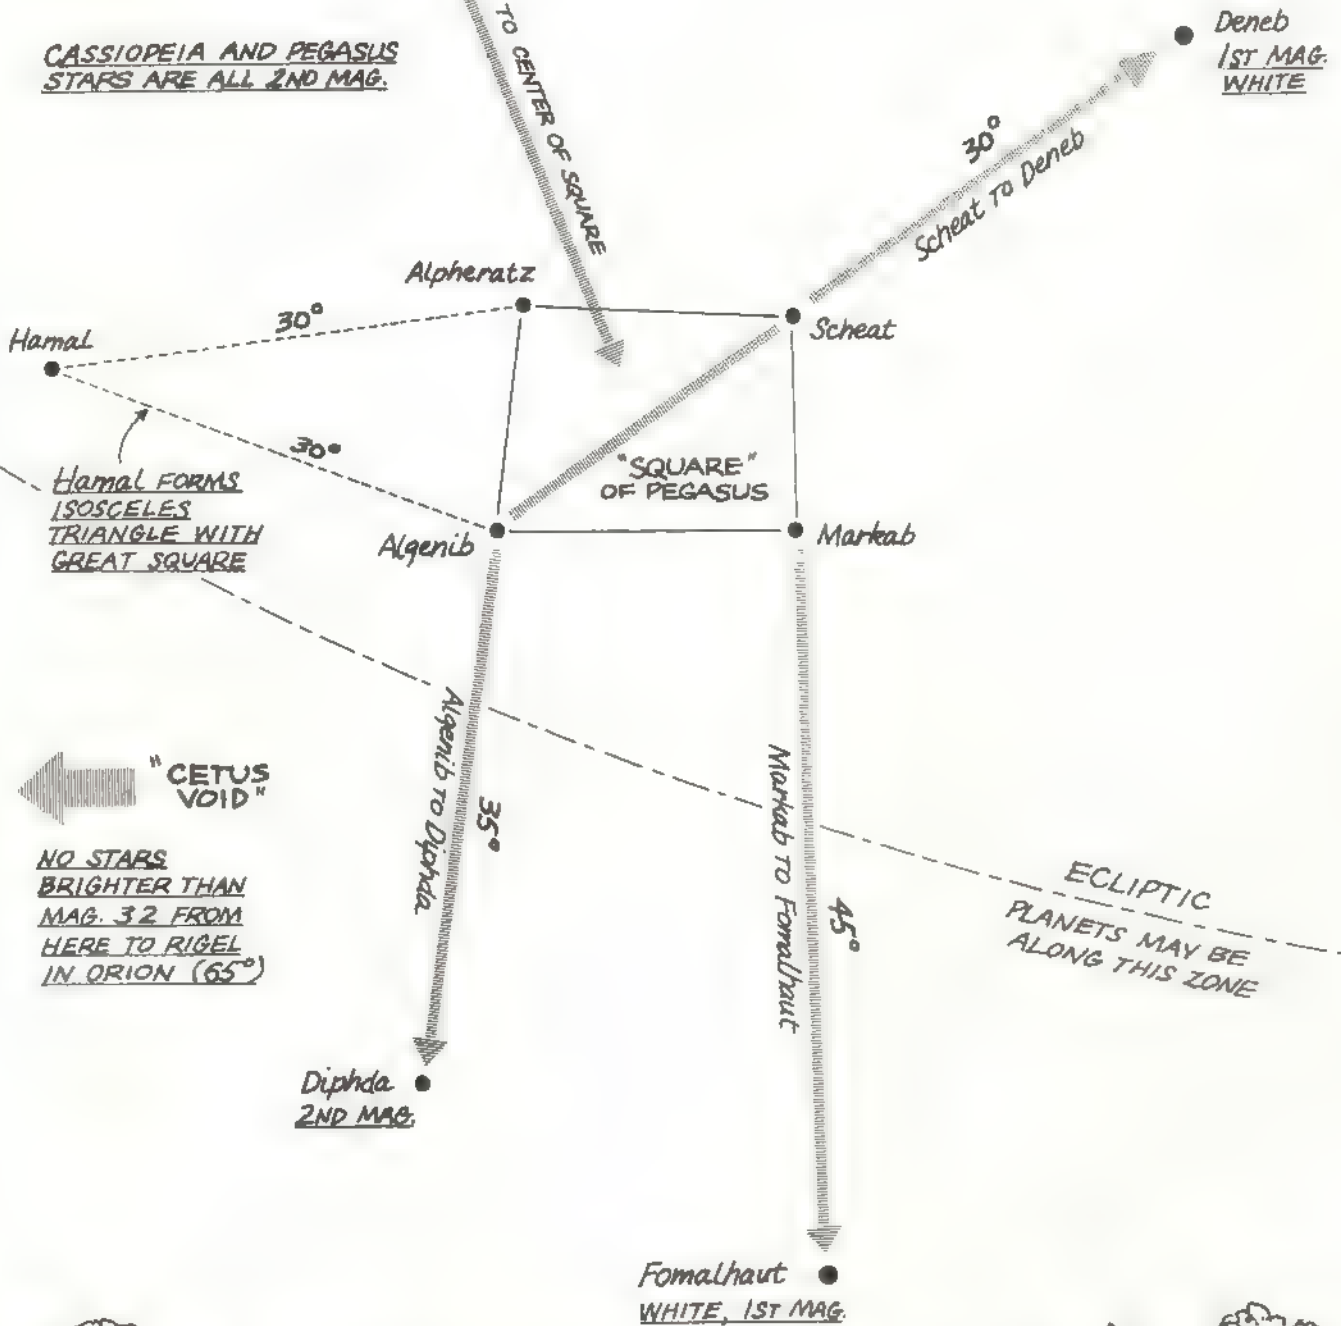 CASSIOPEIA AND PEGASUS
STARS ARE ALL 2ND MAG.
TO CENTER OF SQUARE
Deneb
1ST MAG.
WHITE
30°
Scheat TO Deneb
Alpheratz
Scheat
Hamal
30°
30°
Hamal FORMS
ISOSCELES
TRIANGLE WITH
GREAT SQUARE
"SQUARE"
OF PEGASUS
Algenib
Markab
Algenib TO Diphda
35°
Markab TO Fomalhaut
45°
"CETUS
VOID"
NO STARS
BRIGHTER THAN
MAG. 32 FROM
HERE TO RIGEL
IN ORION (65°)
ECLIPTIC
PLANETS MAY BE
ALONG THIS ZONE
Diphda
2ND MAG.
Fomalhaut
WHITE, 1ST MAG.